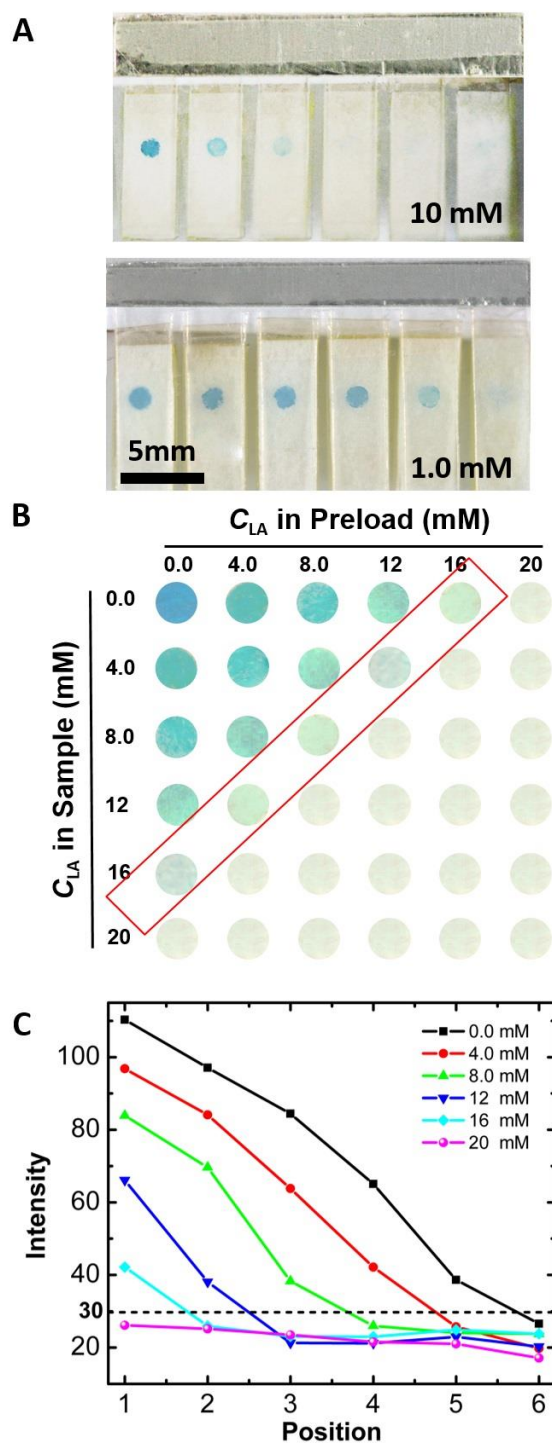 A
10 mM
5mm
1.0 mM
B
C_LA in Preload (mM)
0.0 4.0 8.0 12 16 20
C_LA in Sample (mM)
0.0
4.0
8.0
12
16
20
C
0.0 mM
4.0 mM
8.0 mM
12 mM
16 mM
20 mM
Intensity
100
80
60
40
30
20
1 2 3 4 5 6
Position